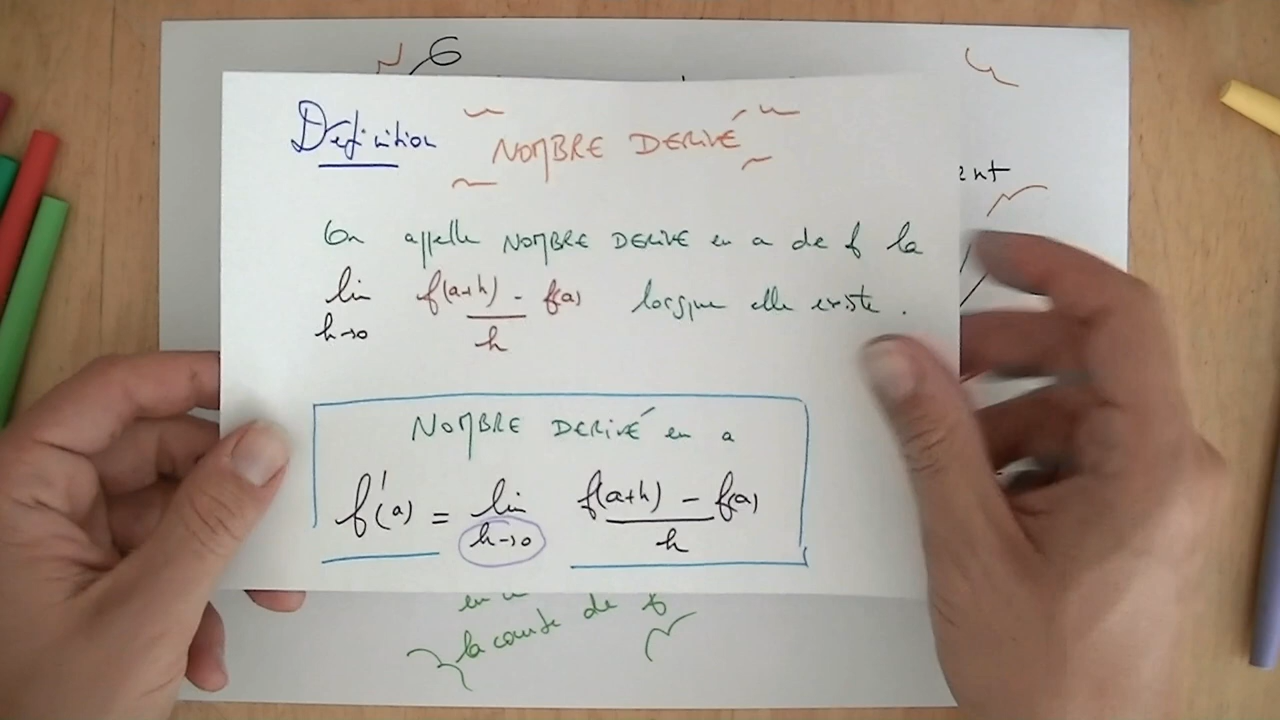 Définition NOMBRE DERIVÉ
On appelle NOMBRE DERIVE en a de f la
lim f(a+h) - f(a) lorsque elle existe.
h→0 h
NOMBRE DERIVÉ en a
f'(a) = lim f(a+h) - f(a)
h→0 h
la courbe de f